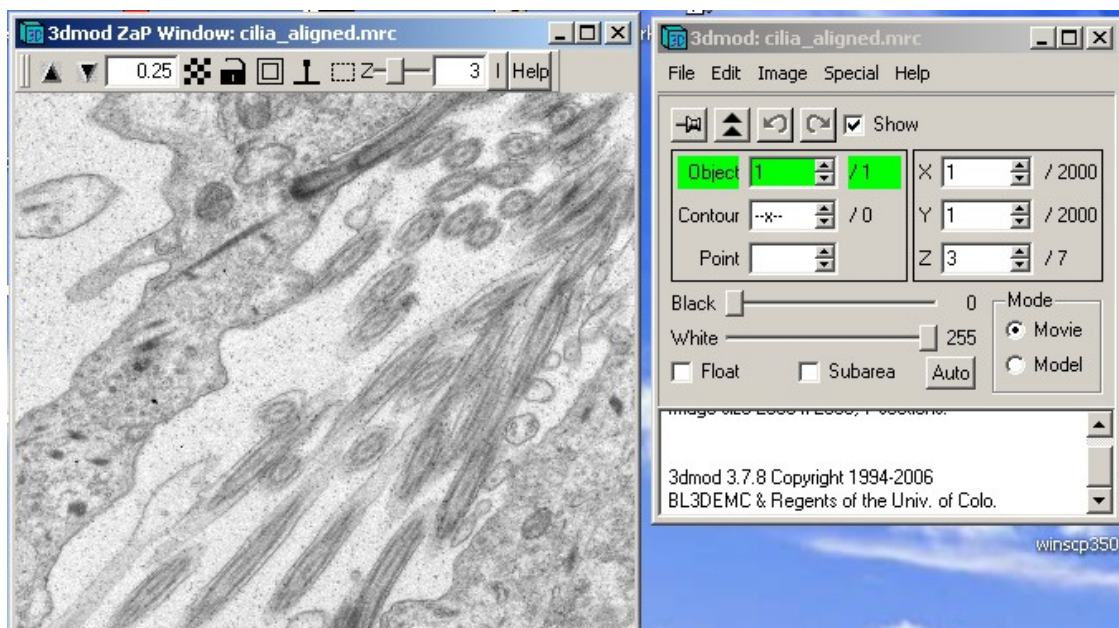 3dmod ZaP Window: cilia_aligned.mrc
0.25 Z 3 I Help
3dmod: cilia_aligned.mrc
File Edit Image Special Help
Show
Object 1 / 1 X 1 / 2000
Contour --x-- / 0 Y 1 / 2000
Point Z 3 / 7
Black 0 Mode
White 255 Movie
Float Subarea Auto Model
3dmod 3.7.8 Copyright 1994-2006
BL3DEMC & Regents of the Univ. of Colo.
winscp350